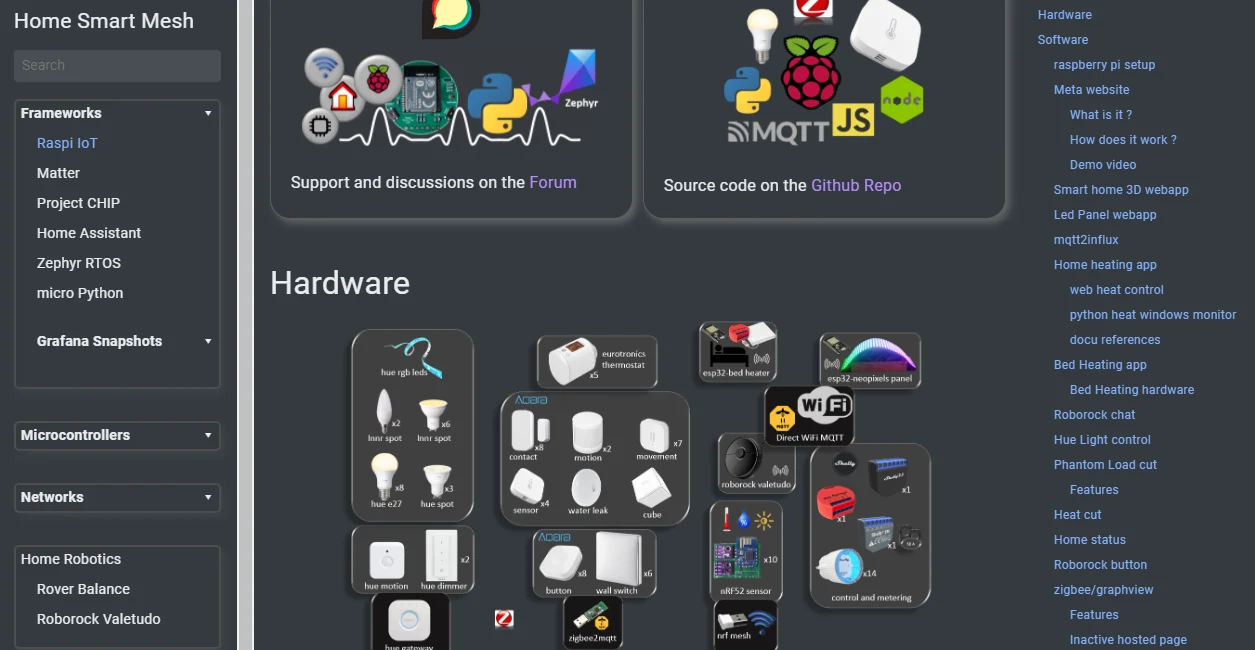 Home Smart Mesh
Search
Frameworks
Raspi IoT
Matter
Project CHIP
Home Assistant
Zephyr RTOS
micro Python
Grafana Snapshots
Microcontrollers
Networks
Home Robotics
Rover Balance
Roborock Valetudo
Zephyr
Support and discussions on the Forum
MQTT
JS
node
Source code on the Github Repo
Hardware
hue rgb leds
x2
x6
Innr spot
Innr spot
x8
x3
hue e27
hue spot
x2
hue motion
hue dimmer
hue gateway
eurotronics
thermostat
x5
Aqara
x8
x2
x7
contact
motion
movement
x4
sensor
water leak
cube
Aqara
x8
x6
button
wall switch
zigbee2mqtt
esp32-bed heater
esp32-neopixels panel
WiFi
MQTT
Direct WiFi MQTT
roborock valetudo
x10
nRF52 sensor
nrf mesh
Shelly
x1
x1
x1
x14
control and metering
Hardware
Software
raspberry pi setup
Meta website
What is it ?
How does it work ?
Demo video
Smart home 3D webapp
Led Panel webapp
mqtt2influx
Home heating app
web heat control
python heat windows monitor
docu references
Bed Heating app
Bed Heating hardware
Roborock chat
Hue Light control
Phantom Load cut
Features
Heat cut
Home status
Roborock button
zigbee/graphview
Features
Inactive hosted page